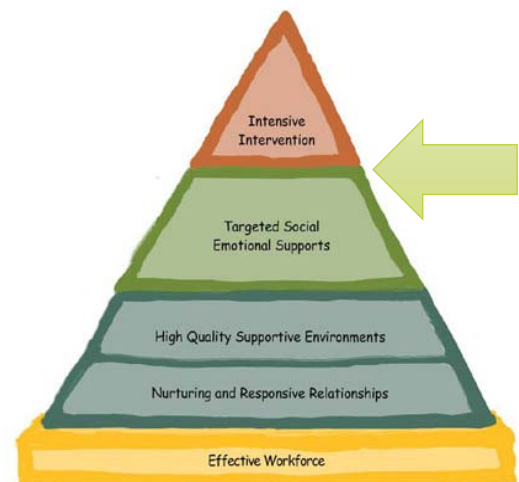 Intensive
Intervention
Targeted Social
Emotional Supports
High Quality Supportive Environments
Nurturing and Responsive Relationships
Effective Workforce